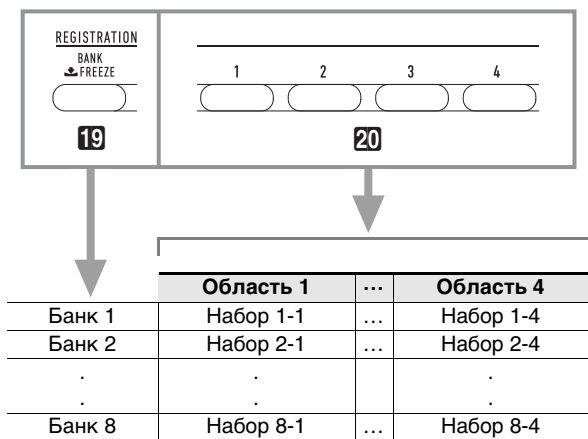 REGISTRATION
BANK
FREEZE
1 2 3 4
19 20
Область 1 … Область 4
Банк 1 Набор 1-1 … Набор 1-4
Банк 2 Набор 2-1 … Набор 2-4
. . .
. . .
Банк 8 Набор 8-1 … Набор 8-4